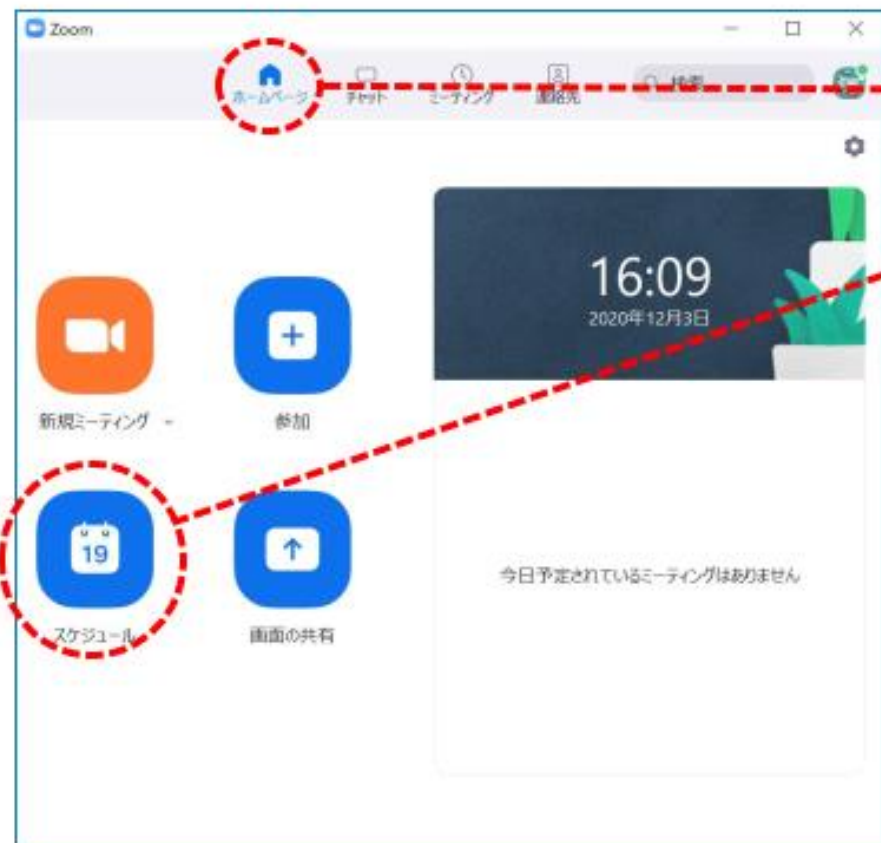 Zoom
ホームページ
チャット
ミーティング
連絡先
検索
16:09
2020年12月3日
新規ミーティング
参加
19
スケジュール
画面の共有
今日予定されているミーティングはありません